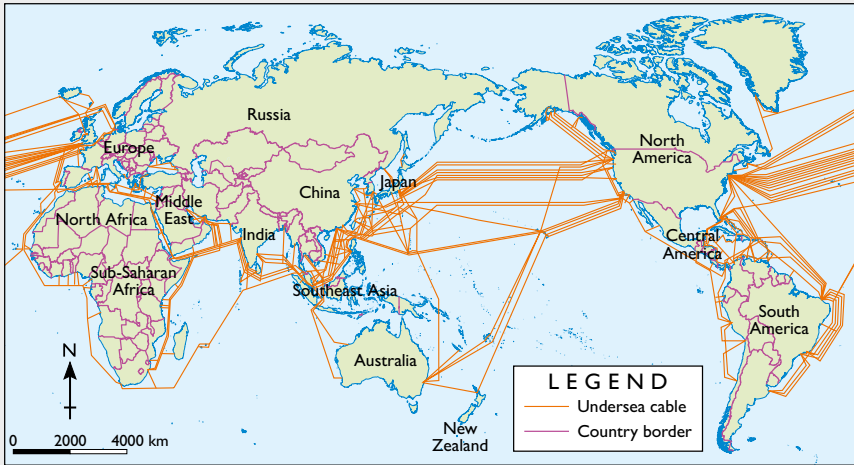 Russia
Europe
North
America
China
Japan
Middle
East
North Africa
India
Central
America
Sub-Saharan
Africa
Southeast Asia
South
America
Australia
N
LEGEND
Undersea cable
Country border
New
Zealand
0 2000 4000 km